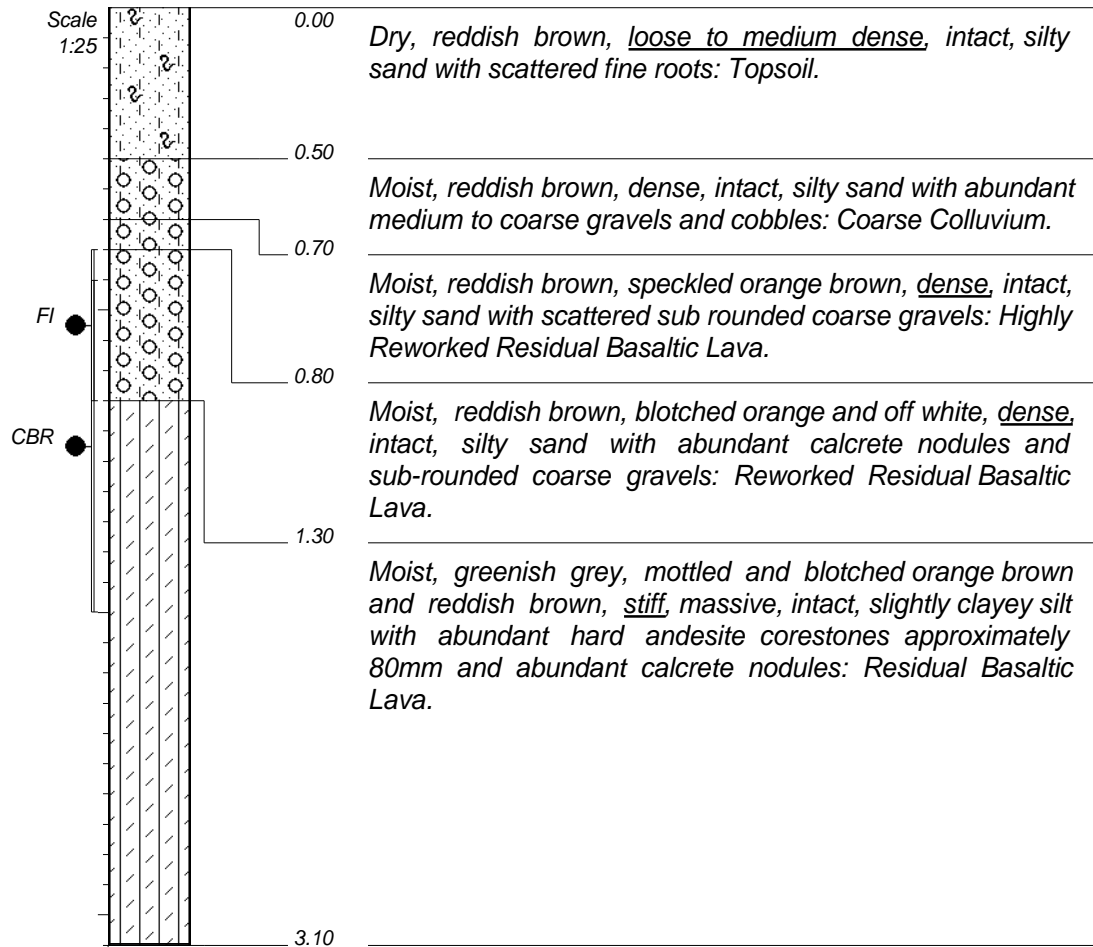 Scale
1:25
0.00
Dry, reddish brown, loose to medium dense, intact, silty
sand with scattered fine roots: Topsoil.
0.50
Moist, reddish brown, dense, intact, silty sand with abundant
medium to coarse gravels and cobbles: Coarse Colluvium.
0.70
Moist, reddish brown, speckled orange brown, dense, intact,
silty sand with scattered sub rounded coarse gravels: Highly
Reworked Residual Basaltic Lava.
FI
0.80
Moist, reddish brown, blotched orange and off white, dense,
intact, silty sand with abundant calcrete nodules and
sub-rounded coarse gravels: Reworked Residual Basaltic
Lava.
CBR
1.30
Moist, greenish grey, mottled and blotched orange brown
and reddish brown, stiff, massive, intact, slightly clayey silt
with abundant hard andesite corestones approximately
80mm and abundant calcrete nodules: Residual Basaltic
Lava.
3.10